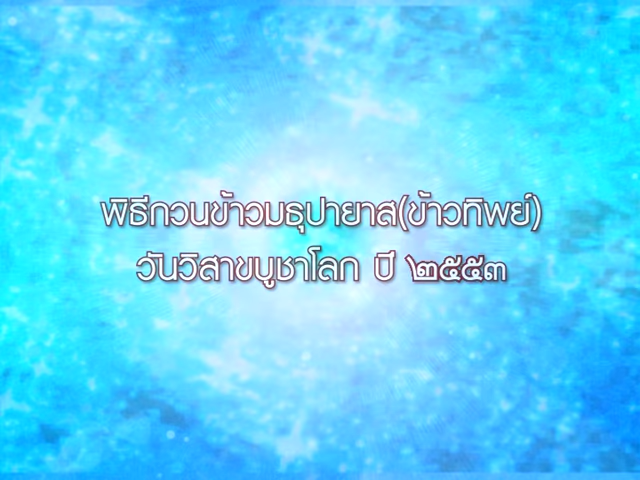 พิธีกวนข้าวมธุปายาส(ข้าวทิพย์)
วันวิสาขบูชาโลก ปี ๒๕๕๓